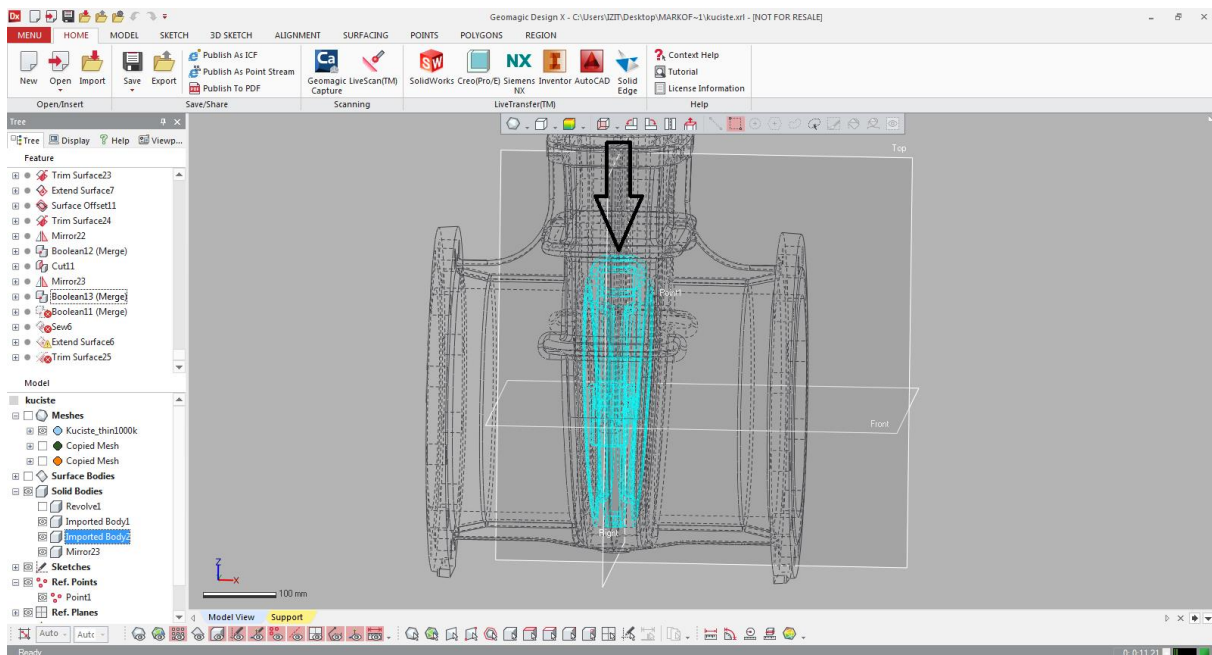 Geomagic Design X - C:\Users\IZIT\Desktop\MARKOF~1\kuciste.xrl - [NOT FOR RESALE]
MENU HOME MODEL SKETCH 3D SKETCH ALIGNMENT SURFACING POINTS POLYGONS REGION
New Open Import Save Export
Publish As ICF
Publish As Point Stream
Publish To PDF
Geomagic LiveScan(TM)
Capture
SolidWorks Creo(Pro/E) Siemens NX Inventor AutoCAD Solid Edge
Context Help
Tutorial
License Information
Open/Insert Save/Share Scanning LiveTransfer(TM) Help
Tree
Tree Display Help Viewp...
Feature
Trim Surface23
Extend Surface7
Surface Offset11
Trim Surface24
Mirror22
Boolean12 (Merge)
Cut11
Mirror23
Boolean13 (Merge)
Boolean11 (Merge)
Sew6
Extend Surface6
Trim Surface25
Model
kuciste
Meshes
Kuciste_thin1000k
Copied Mesh
Copied Mesh
Surface Bodies
Solid Bodies
Revolve1
Imported Body1
Imported Body2
Mirror23
Sketches
Ref. Points
Point1
Ref. Planes
Top
Point1
Front
Right
Z
X
100 mm
Model View Support
Auto Autc
Ready
0: 0:11.21